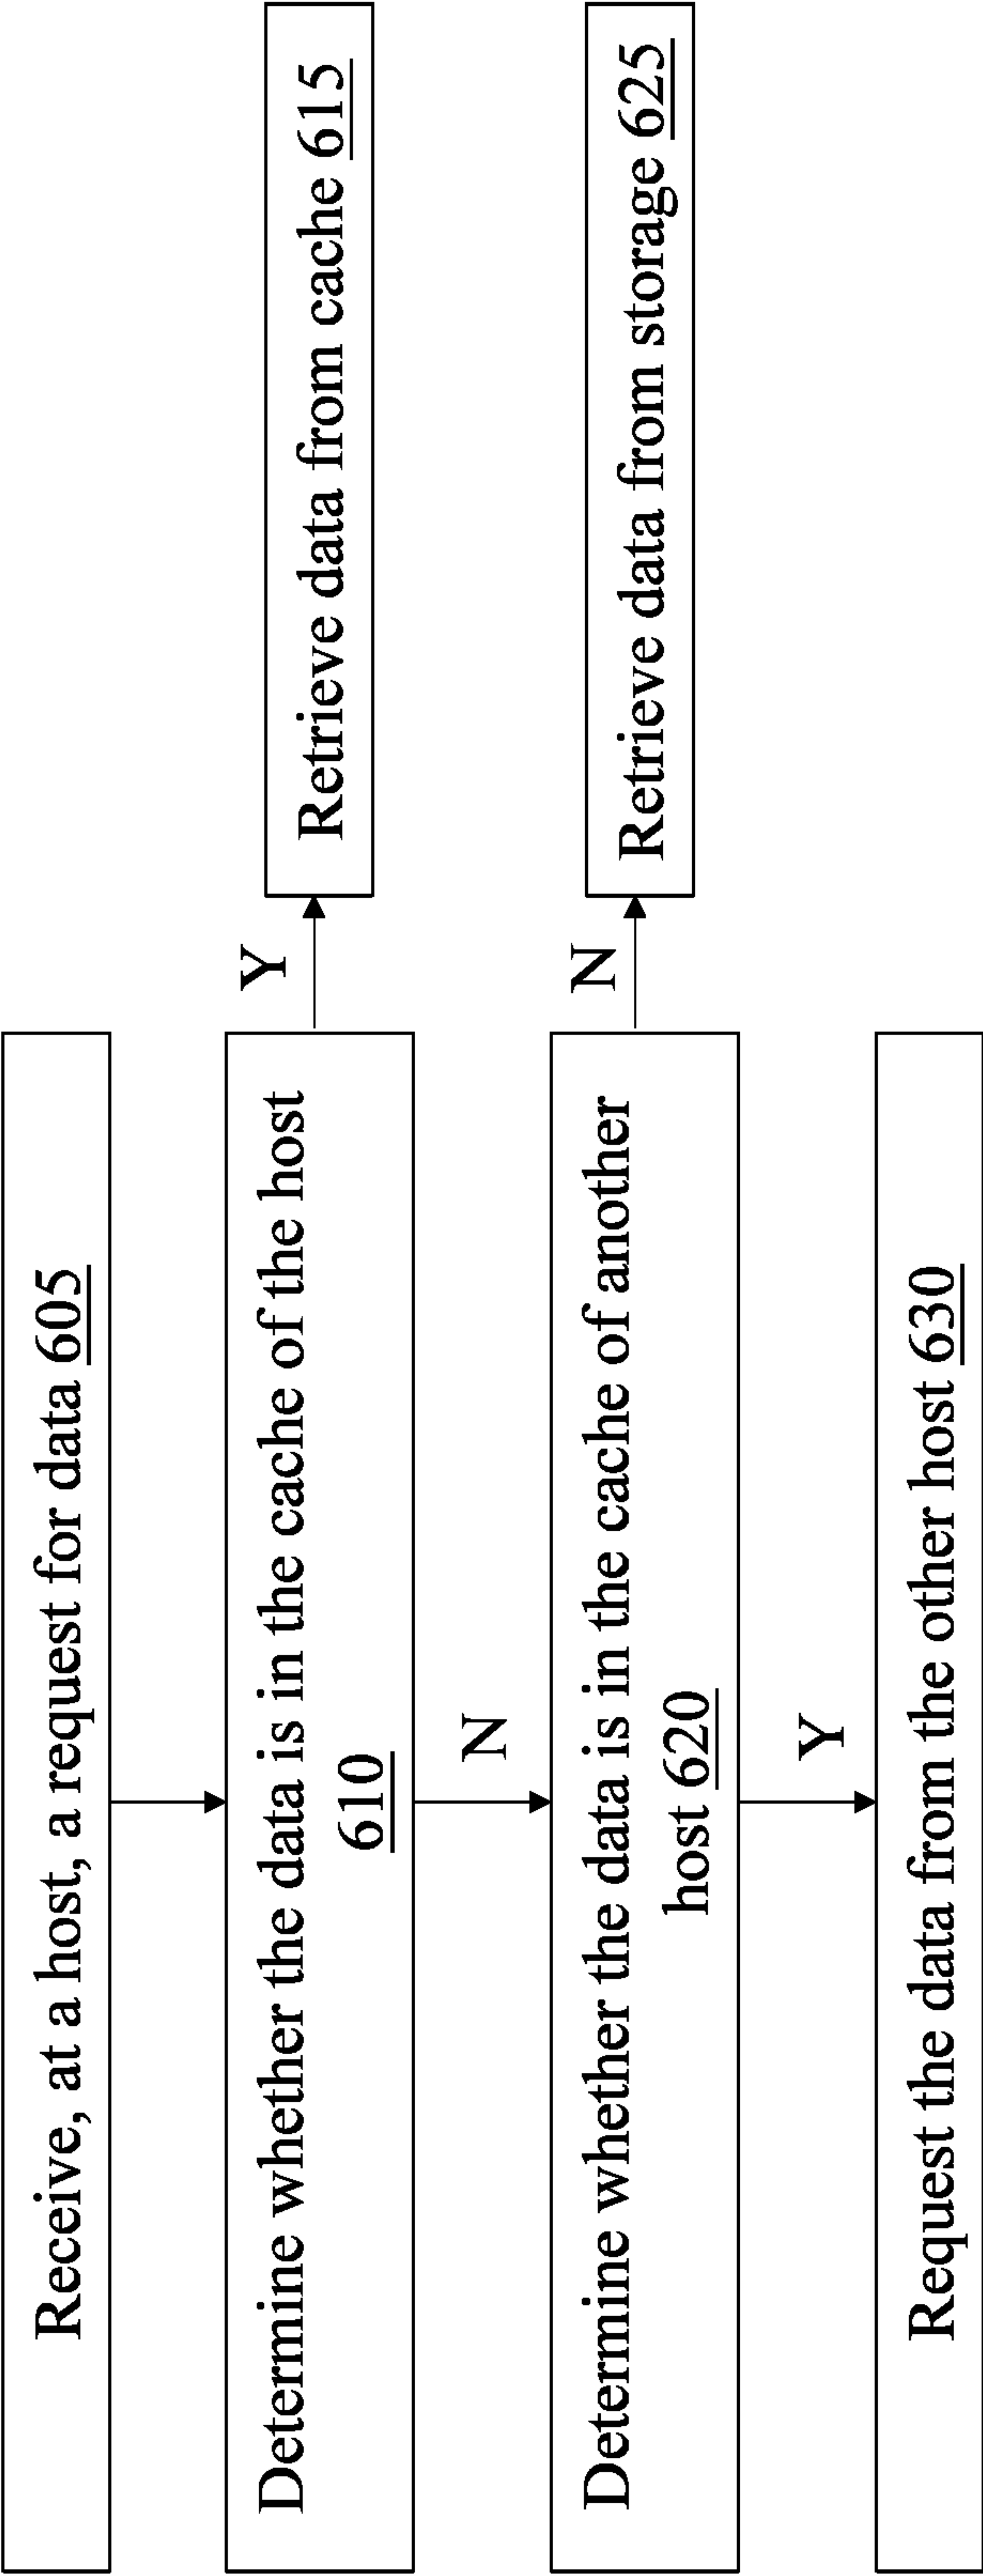 Receive, at a host, a request for data 605
Determine whether the data is in the cache of the host
610
Y
Retrieve data from cache 615
N
Determine whether the data is in the cache of another
host 620
N
Retrieve data from storage 625
Y
Request the data from the other host 630